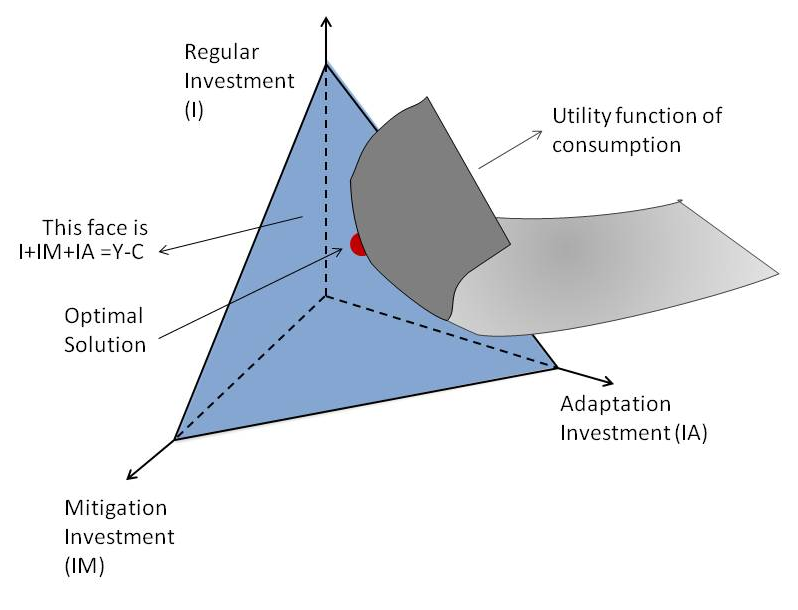 Regular
Investment
(I)
Utility function of
consumption
This face is
I+IM+IA =Y-C
Optimal
Solution
Adaptation
Investment (IA)
Mitigation
Investment
(IM)